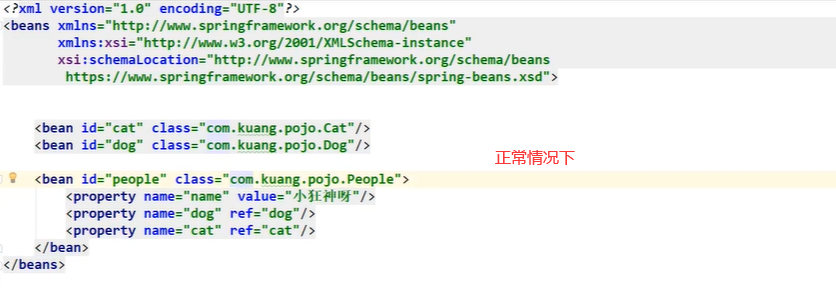 <?xml version="1.0" encoding="UTF-8"?>
<beans xmlns="http://www.springframework.org/schema/beans"
xmlns:xsi="http://www.w3.org/2001/XMLSchema-instance"
xsi:schemaLocation="http://www.springframework.org/schema/beans
https://www.springframework.org/schema/beans/spring-beans.xsd">
<bean id="cat" class="com.kuang.pojo.Cat"/>
<bean id="dog" class="com.kuang.pojo.Dog"/>
正常情况下
<bean id="people" class="com.kuang.pojo.People">
<property name="name" value="小狂神呀"/>
<property name="dog" ref="dog"/>
<property name="cat" ref="cat"/>
</bean>
</beans>